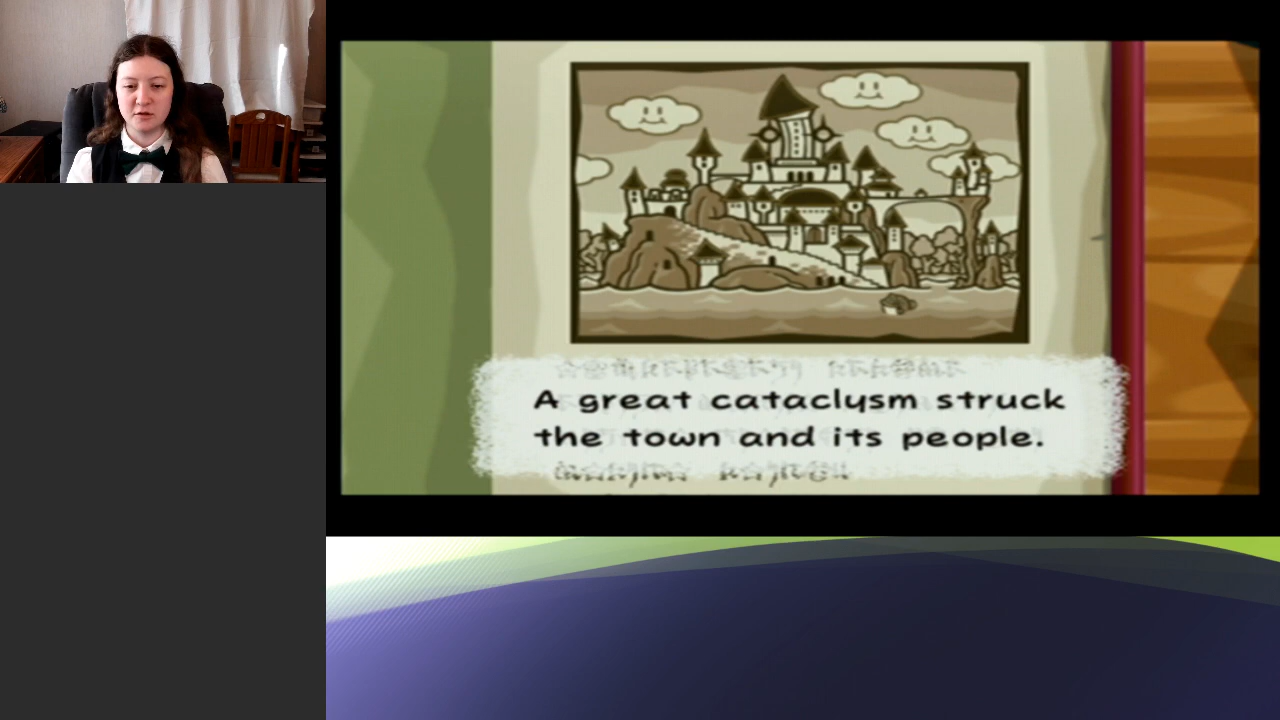 A great cataclysm struck
the town and its people.